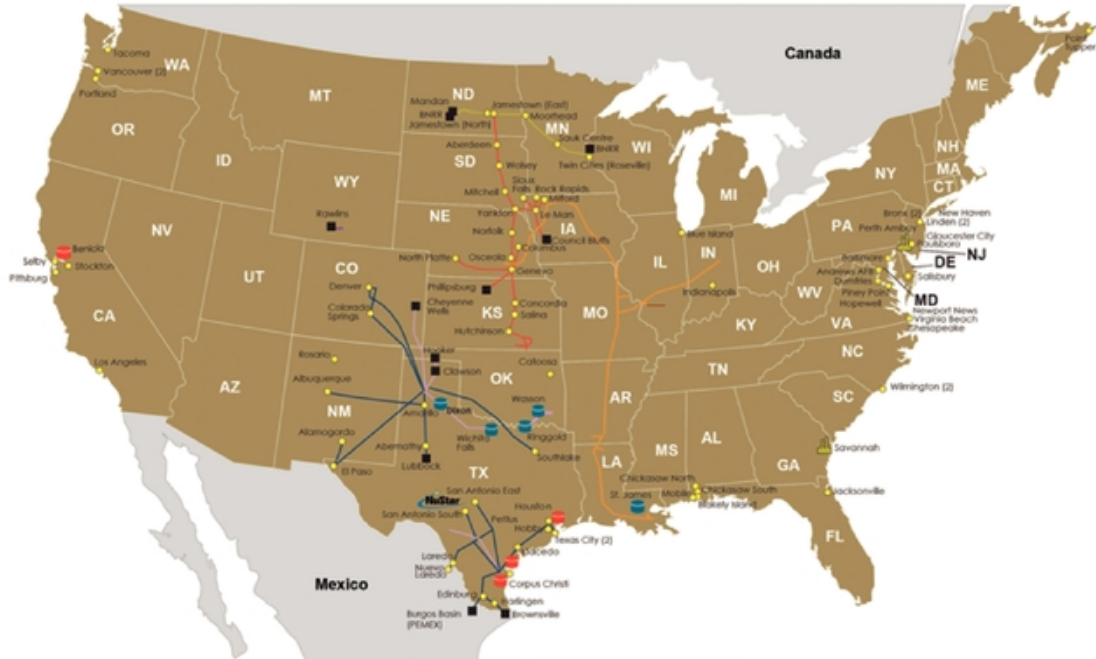 Canada
Point
Tupper
Tacoma
Vancouver (2)
Portland
WA
OR
ID
MT
ND
Mandan
BNRR
Jamestown (North)
Jamestown (East)
Moorhead
MN
Sauk Centre
BNRR
Twin Cities (Roseville)
WI
MI
ME
NH
MA
CT
NY
Aberdeen
SD
Wolsey
Mitchell
Sioux
Falls
Rock Rapids
Milford
Yankton
Le Mars
WY
Rawlins
NE
Norfolk
IA
Council Bluffs
Columbus
North Platte
Osceola
Geneva
Blue Island
IL
IN
Indianapolis
OH
PA
Bronx (2)
New Haven
Linden (2)
Perth Amboy
Gloucester City
Paulsboro
NJ
DE
Baltimore
Andrews AFB
Dumfries
Piney Point
Salisbury
MD
Hopewell
Newport News
Virginia Beach
Chesapeake
WV
VA
Benicia
Selby
Pittsburg
Stockton
CA
NV
UT
CO
Denver
Colorado
Springs
Phillipsburg
Cheyenne
Wells
KS
Concordia
Salina
Hutchinson
MO
KY
Los Angeles
AZ
Rosario
Albuquerque
NM
Hooker
Clawson
OK
Catoosa
AR
TN
NC
SC
Wilmington (2)
Amarillo
Dixon
Wasson
Alamogordo
Abernathy
Wichita
Falls
Ringgold
Lubbock
Southlake
El Paso
TX
LA
MS
AL
GA
Savannah
NuStar
San Antonio East
San Antonio South
Pettus
Houston
Hobby
Texas City (2)
St. James
Chickasaw North
Chickasaw South
Mobile
Blakely Island
Jacksonville
FL
Mexico
Laredo
Nuevo
Laredo
Placedo
Corpus Christi
Edinburg
Harlingen
Burgos Basin
(PEMEX)
Brownsville